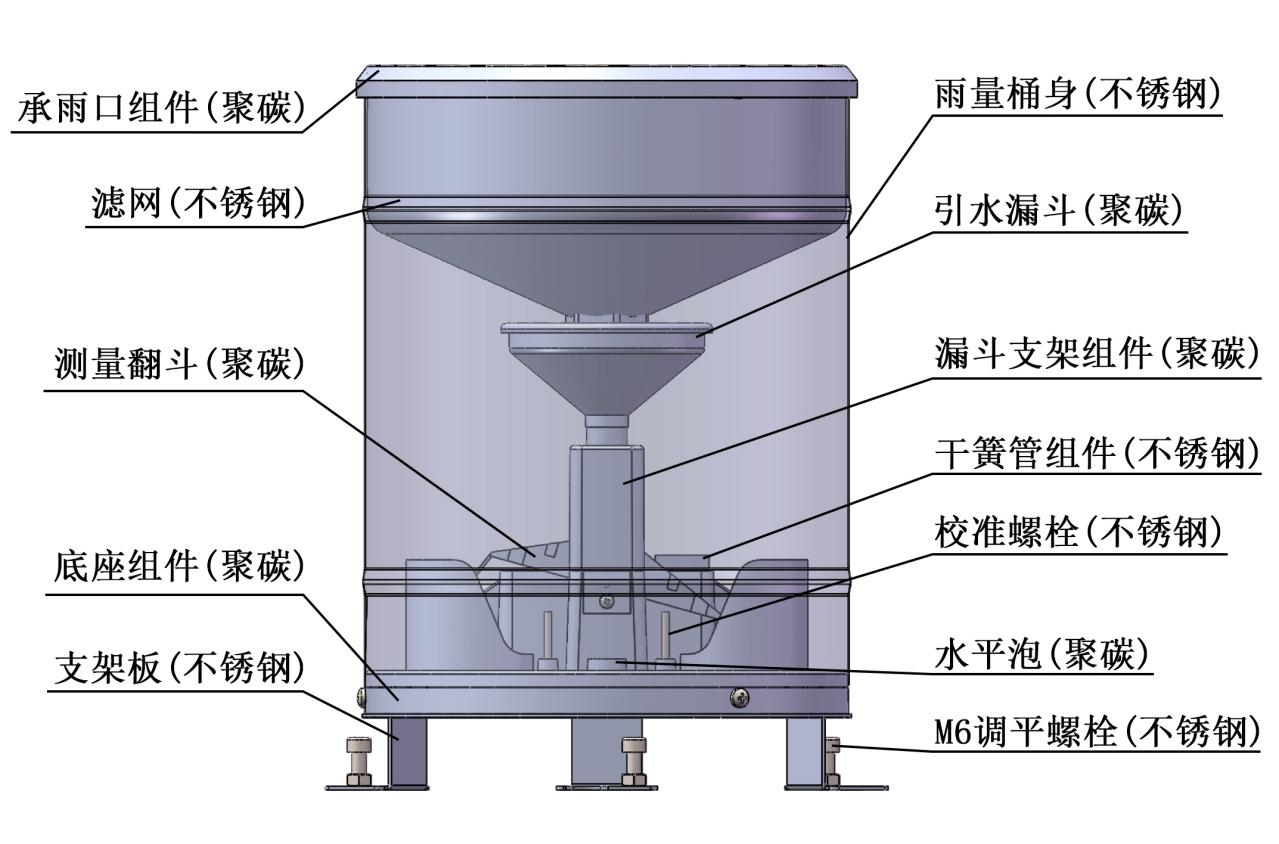 承雨口组件(聚碳)
滤网(不锈钢)
测量翻斗(聚碳)
底座组件(聚碳)
支架板(不锈钢)
雨量桶身(不锈钢)
引水漏斗(聚碳)
漏斗支架组件(聚碳)
干簧管组件(不锈钢)
校准螺栓(不锈钢)
水平泡(聚碳)
M6调平螺栓(不锈钢)